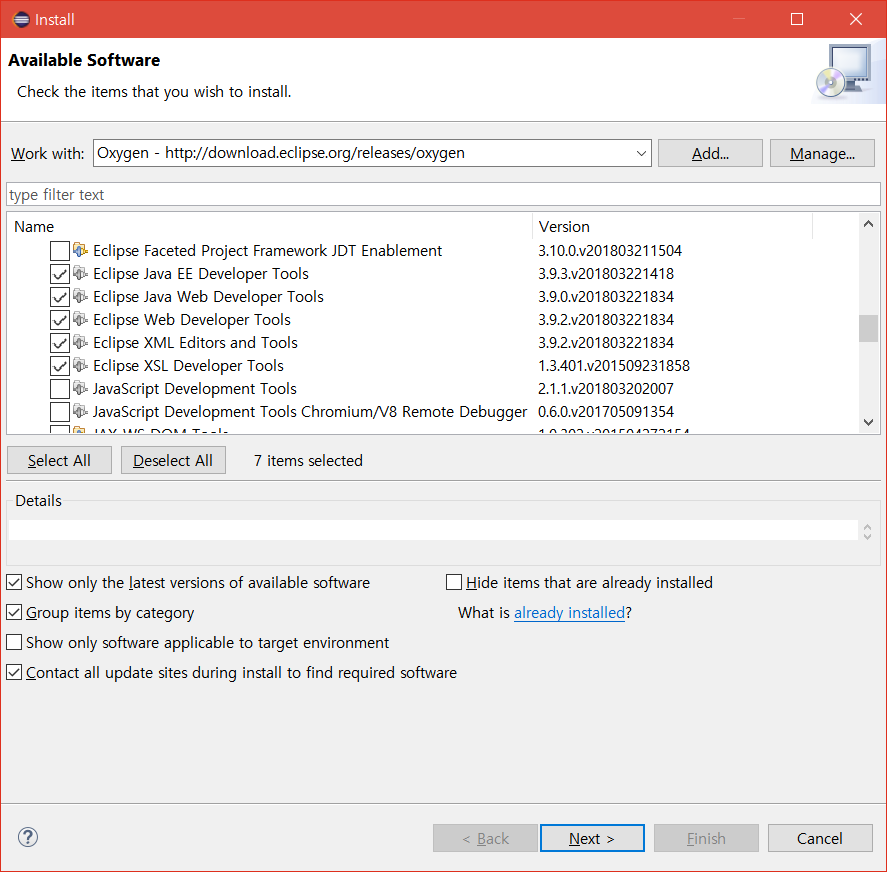 Install
Available Software
Check the items that you wish to install.
Work with: Oxygen - http://download.eclipse.org/releases/oxygen Add... Manage...
type filter text
Name Version
Eclipse Faceted Project Framework JDT Enablement 3.10.0.v201803211504
Eclipse Java EE Developer Tools 3.9.3.v201803221418
Eclipse Java Web Developer Tools 3.9.0.v201803221834
Eclipse Web Developer Tools 3.9.2.v201803221834
Eclipse XML Editors and Tools 3.9.2.v201803221834
Eclipse XSL Developer Tools 1.3.401.v201509231858
JavaScript Development Tools 2.1.1.v201803202007
JavaScript Development Tools Chromium/V8 Remote Debugger 0.6.0.v201705091354
JAX-WS DOM Tools
Select All Deselect All 7 items selected
Details
Show only the latest versions of available software Hide items that are already installed
Group items by category What is already installed?
Show only software applicable to target environment
Contact all update sites during install to find required software
? < Back Next > Finish Cancel